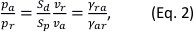 p_a/p_r = S_d v_r/S_p v_a = γ_ra/γ_ar, (Eq. 2)